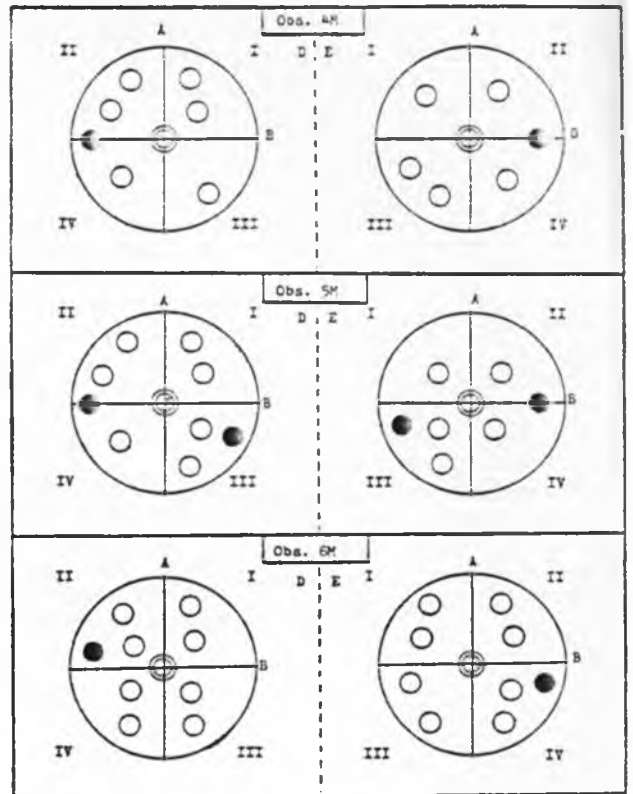 Obs. 4M
II A I D E I A II
B D
IV III III IV
Obs. 5M
II A I D E I A II
B B
IV III III IV
Obs. 6M
II A I D E I A II
B B
IV III III IV